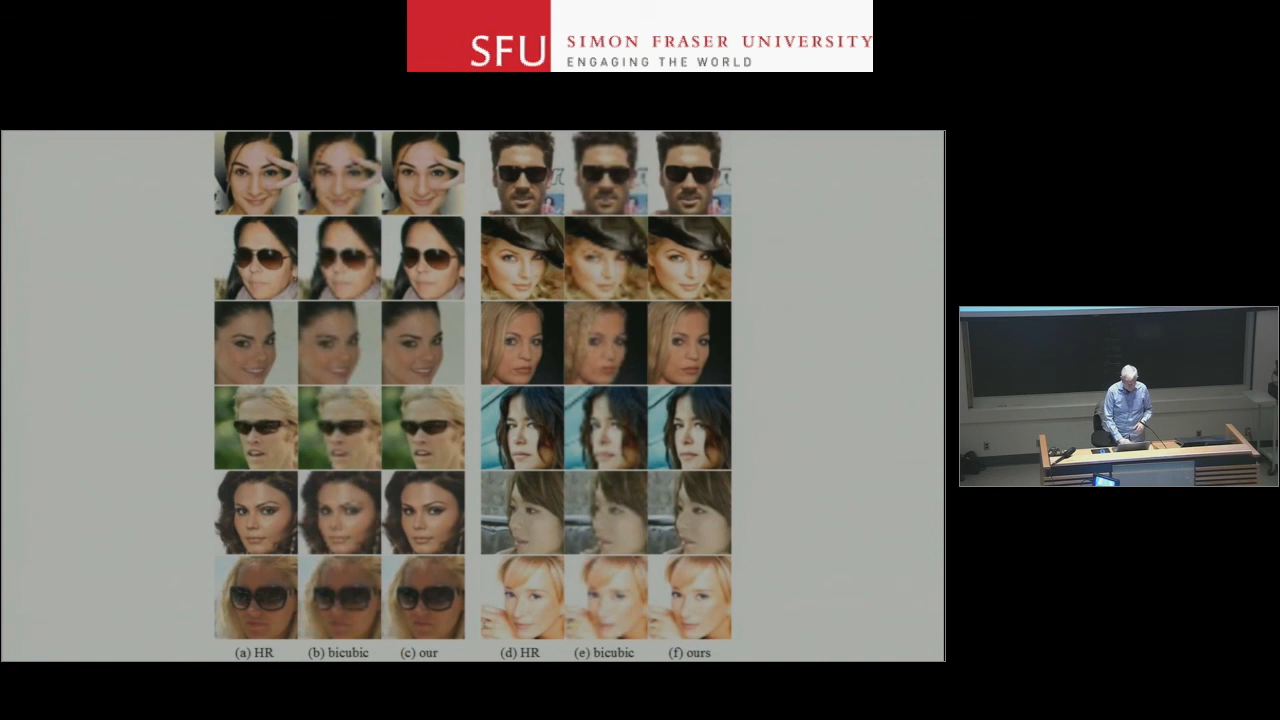 SFU
SIMON FRASER UNIVERSITY
ENGAGING THE WORLD
(a) HR
(b) bicubic
(c) our
(d) HR
(e) bicubic
(f) ours